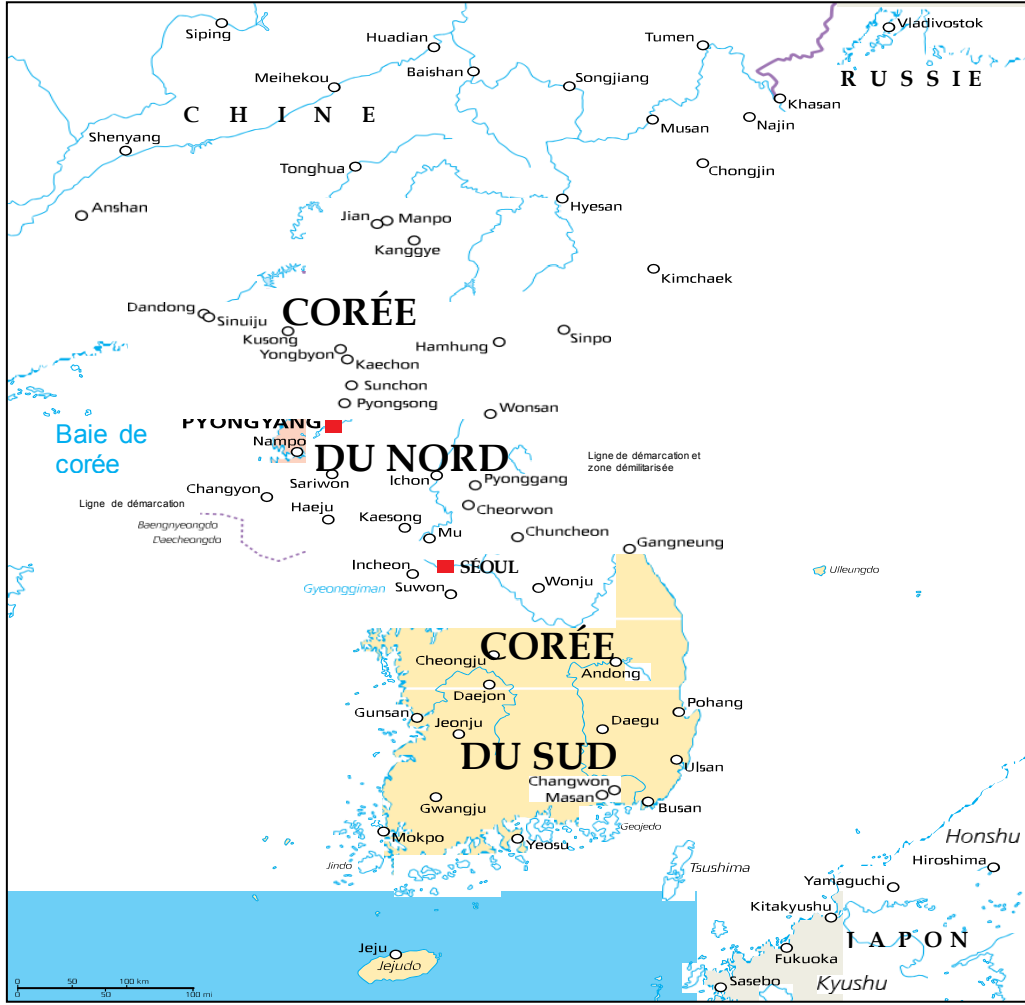 Siping
Huadian
Tumen
Vladivostok
Meihekou
Baishan
Songjiang
RUSSIE
CHINE
Khasan
Najin
Musan
Shenyang
Tonghua
Chongjin
Anshan
Jian
Manpo
Hyesan
Kanggye
Kimchaek
Dandong
Sinuiju
CORÉE
Kusong
Yongbyon
Hamhung
Sinpo
Kaechon
Sunchon
Pyongsong
Wonsan
PYONGYANG
Baie de
corée
Nampo
DU NORD
Ligne de démarcation et
zone démilitarisée
Sariwon
Ichon
Pyonggang
Changyon
Ligne de démarcation
Haeju
Cheorwon
Kaesong
Baengnyeongdo
Daecheongdo
Mu
Chuncheon
Gangneung
Incheon
SÉOUL
Ulleungdo
Gyeonggiman
Suwon
Wonju
CORÉE
Cheongju
Andong
Daejon
Gunsan
Jeonju
Daegu
Pohang
DU SUD
Ulsan
Changwon
Masan
Gwangju
Busan
Mokpo
Yeosu
Geojedo
Jindo
Tsushima
Honshu
Hiroshima
Yamaguchi
Kitakyushu
JAPON
Jeju
Jejudo
Fukuoka
Sasebo
Kyushu
0 50 100 km
0 50 100 mi